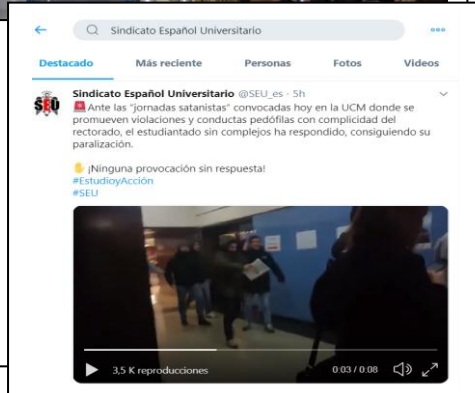 Sindicato Español Universitario
Destacado Más reciente Personas Fotos Videos
Sindicato Español Universitario @SEU_es · 5h
SEU
🚨Ante las "jornadas satanistas" convocadas hoy en la UCM donde se
promueven violaciones y conductas pedófilas con complicidad del
rectorado, el estudiantado sin complejos ha respondido, consiguiendo su
paralización.
✋ ¡Ninguna provocación sin respuesta!
#EstudioyAcción
#SEU
3,5 K reproducciones 0:03 / 0:08